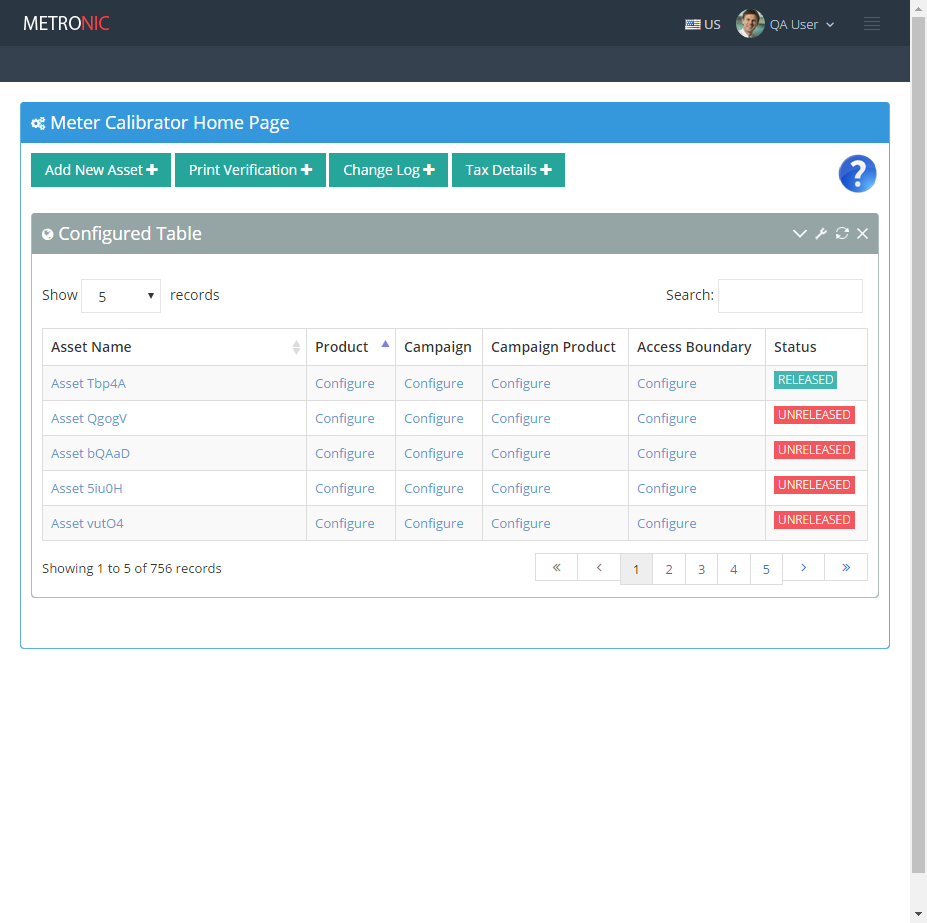 METRONIC
US QA User
Meter Calibrator Home Page
Add New Asset Print Verification Change Log Tax Details
?
Configured Table
Show 5 records Search:
Asset Name Product Campaign Campaign Product Access Boundary Status
Asset Tbp4A Configure Configure Configure Configure RELEASED
Asset QgogV Configure Configure Configure Configure UNRELEASED
Asset bQAaD Configure Configure Configure Configure UNRELEASED
Asset 5iu0H Configure Configure Configure Configure UNRELEASED
Asset vutO4 Configure Configure Configure Configure UNRELEASED
Showing 1 to 5 of 756 records « ‹ 1 2 3 4 5 › »